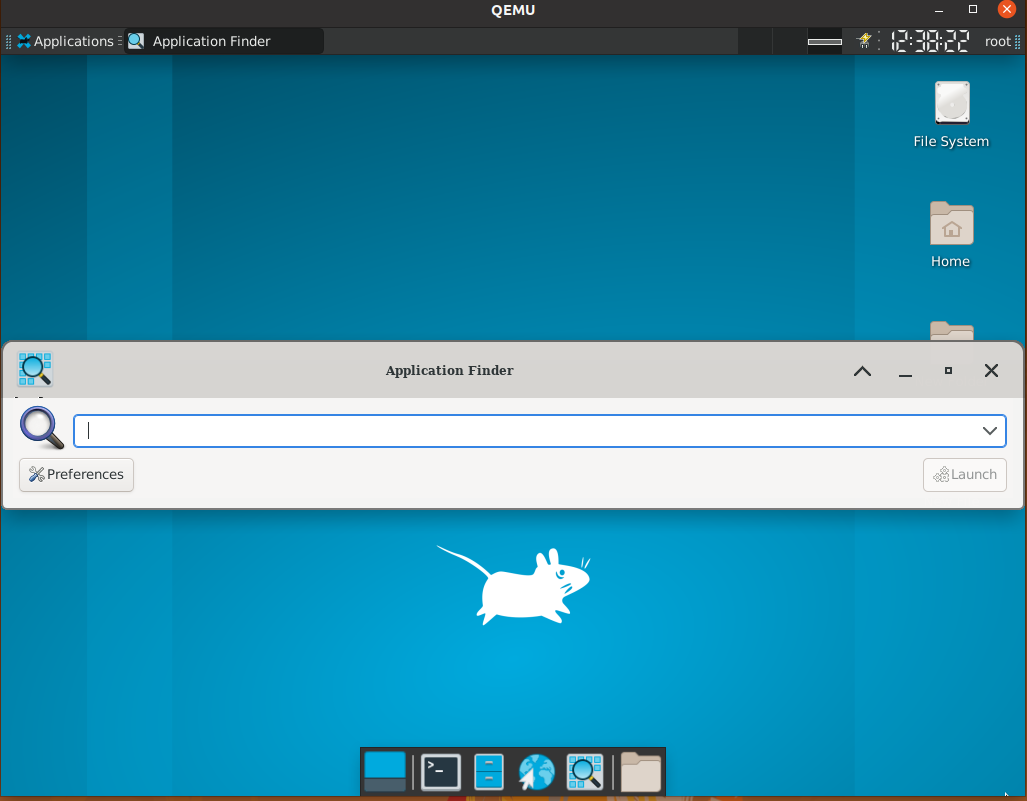 QEMU
Applications
Application Finder
12:38:22
root
File System
Home
Application Finder
Preferences
Launch
>_